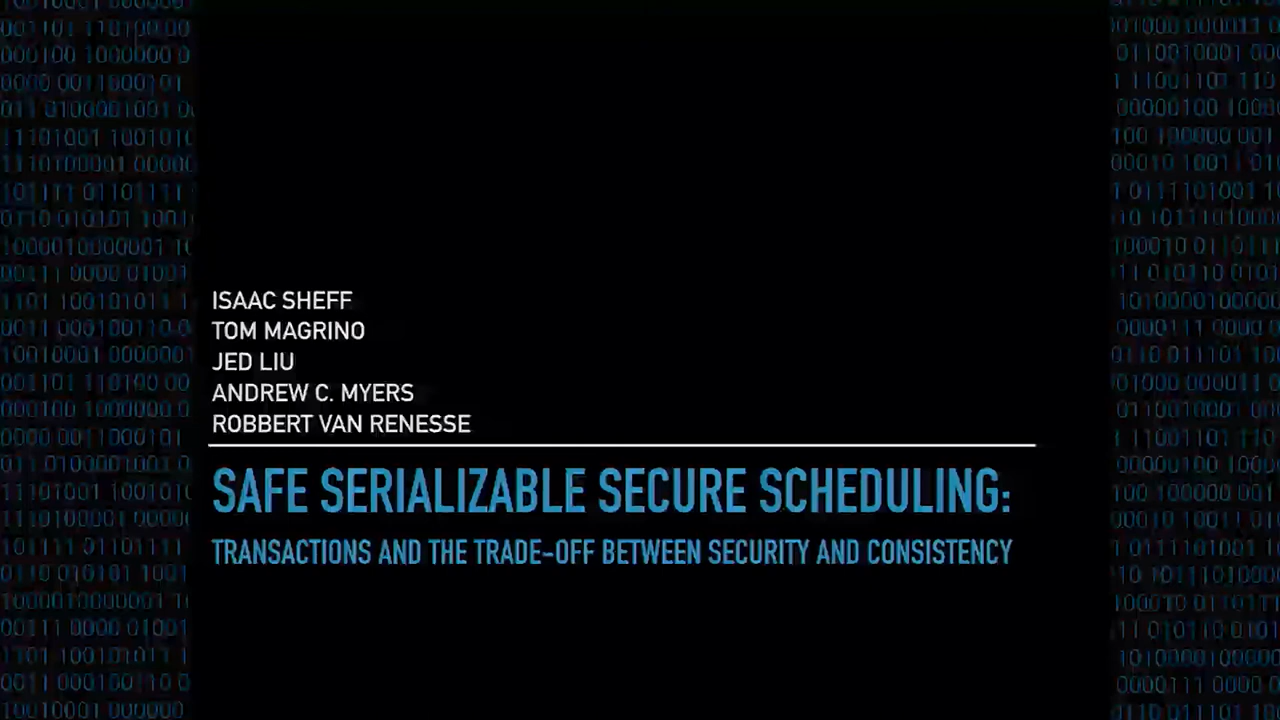 ISAAC SHEFF
TOM MAGRINO
JED LIU
ANDREW C. MYERS
ROBBERT VAN RENESSE
SAFE SERIALIZABLE SECURE SCHEDULING:
TRANSACTIONS AND THE TRADE-OFF BETWEEN SECURITY AND CONSISTENCY